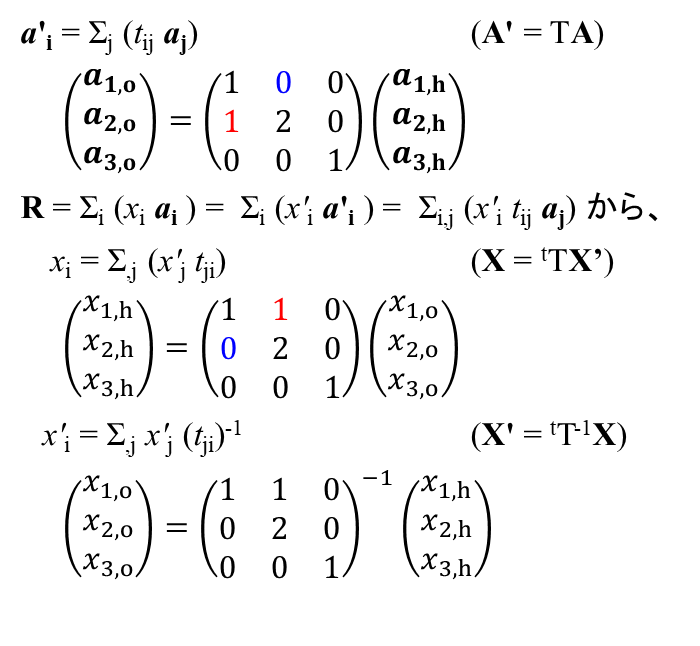 a'i = Σj (tij aj) (A' = TA)
(a1,o a2,o a3,o) = (1 0 0 1 2 0 0 0 1) (a1,h a2,h a3,h)
R = Σi (xi ai ) = Σi (x'i a'i ) = Σi,j (x'i tij aj) から、
xi = Σ,j (x'j tji) (X = tTX’)
(x1,h x2,h x3,h) = (1 1 0 0 2 0 0 0 1) (x1,o x2,o x3,o)
x'i = Σ,j x'j (tji)-1 (X' = tT-1X)
(x1,o x2,o x3,o) = (1 1 0 0 2 0 0 0 1)−1 (x1,h x2,h x3,h)